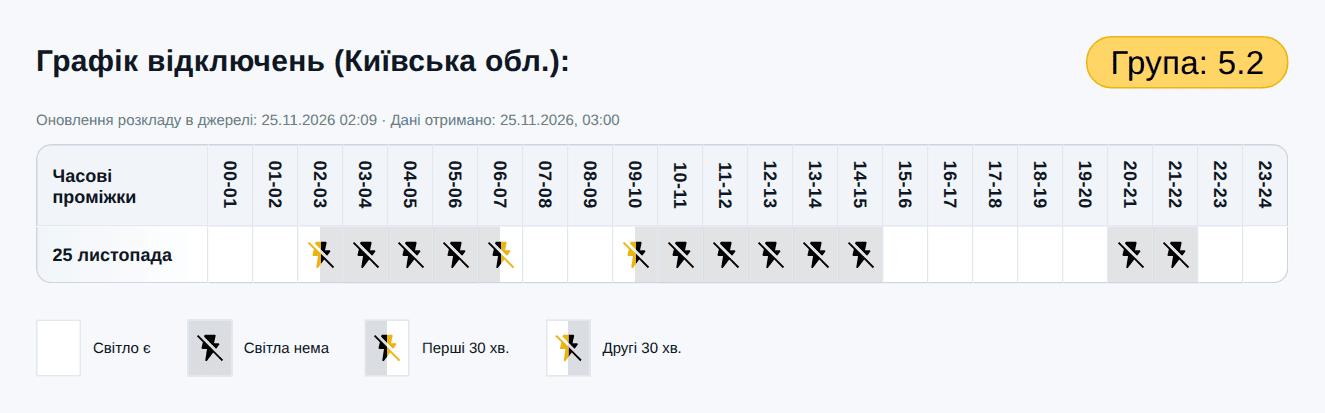 Графік відключень (Київська обл.):
Група: 5.2
Оновлення розкладу в джерелі: 25.11.2026 02:09 · Дані отримано: 25.11.2026, 03:00
Часові
проміжки
00-01
01-02
02-03
03-04
04-05
05-06
06-07
07-08
08-09
09-10
10-11
11-12
12-13
13-14
14-15
15-16
16-17
17-18
18-19
19-20
20-21
21-22
22-23
23-24
25 листопада
Світло є
Світла нема
Перші 30 хв.
Другі 30 хв.